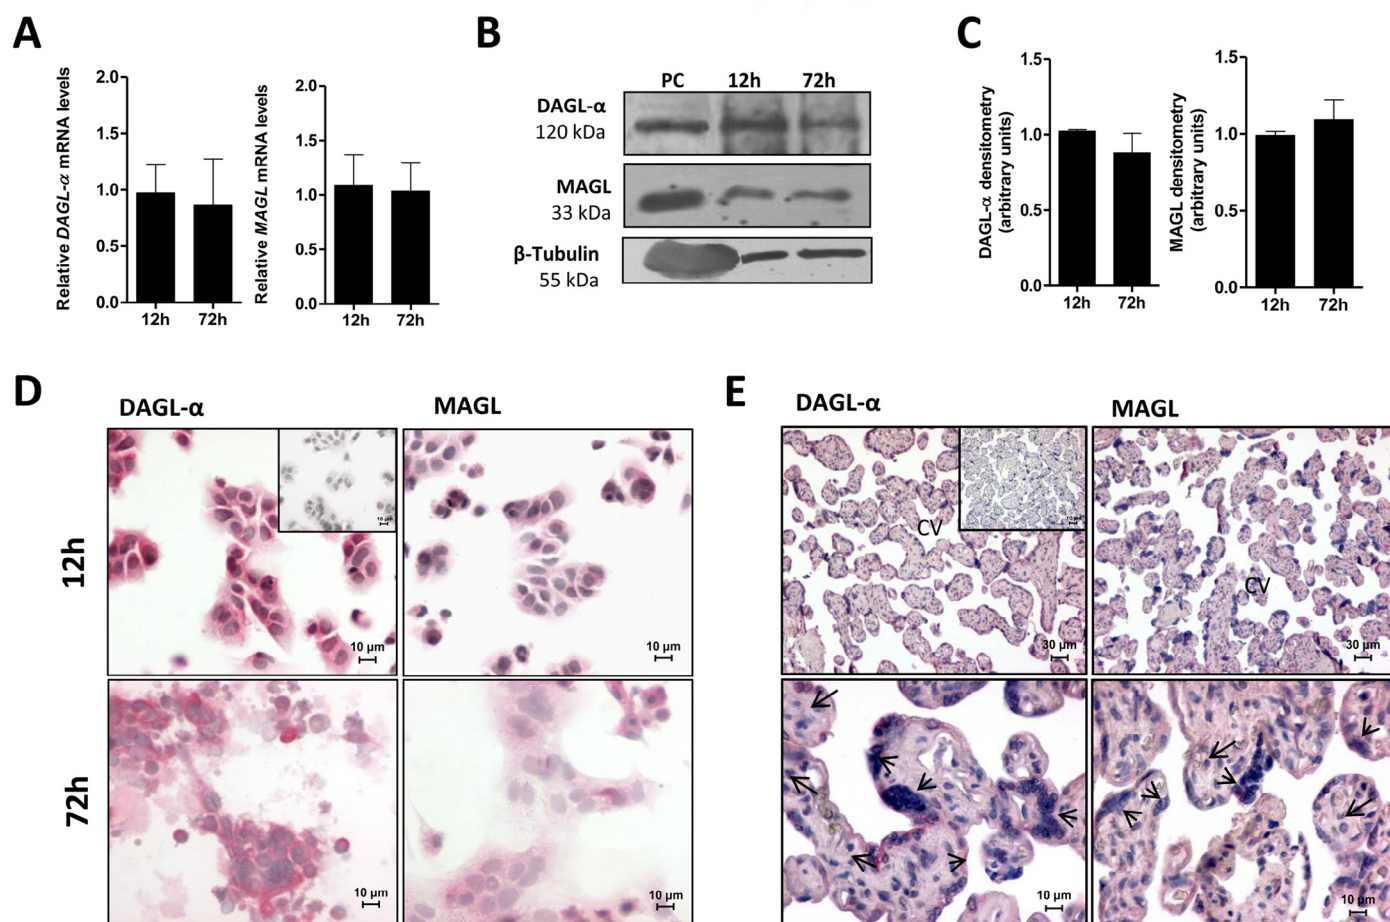 A
Relative DAGL-α mRNA levels
2.0
1.5
1.0
0.5
0.0
12h 72h
Relative MAGL mRNA levels
2.0
1.5
1.0
0.5
0.0
12h 72h
B
PC 12h 72h
DAGL-α
120 kDa
MAGL
33 kDa
β-Tubulin
55 kDa
C
DAGL-α densitometry
(arbitrary units)
1.5
1.0
0.5
0.0
12h 72h
MAGL densitometry
(arbitrary units)
1.5
1.0
0.5
0.0
12h 72h
D
DAGL-α MAGL
12h
10 µm
10 µm
10 µm
72h
10 µm
10 µm
E
DAGL-α MAGL
CV
30 µm
CV
30 µm
10 µm
10 µm